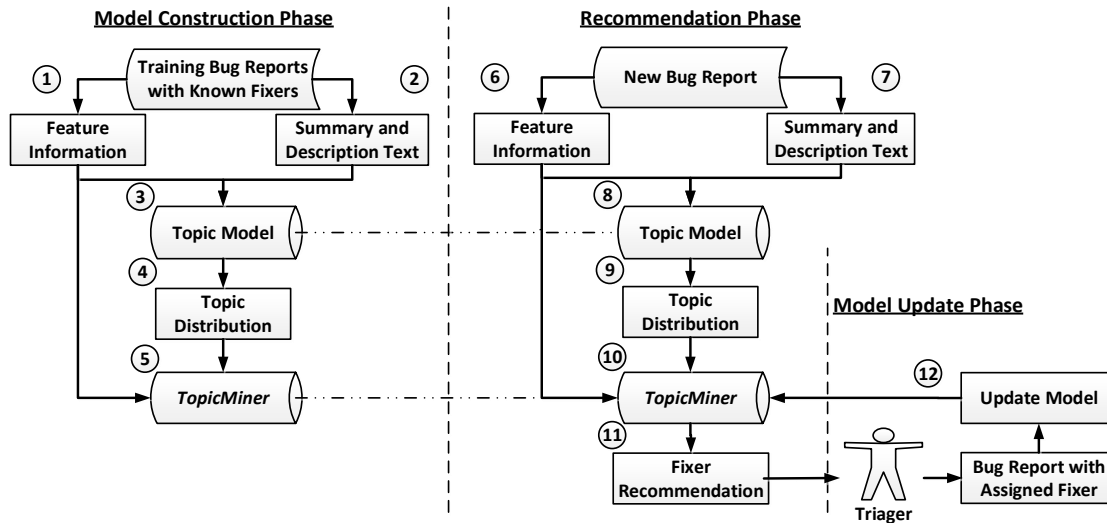 Model Construction Phase
Recommendation Phase
1
Training Bug Reports
with Known Fixers
2
Feature
Information
Summary and
Description Text
3
Topic Model
4
Topic
Distribution
5
TopicMiner
6
New Bug Report
7
Feature
Information
Summary and
Description Text
8
Topic Model
9
Topic
Distribution
10
TopicMiner
11
Fixer
Recommendation
Model Update Phase
12
Update Model
Triager
Bug Report with
Assigned Fixer